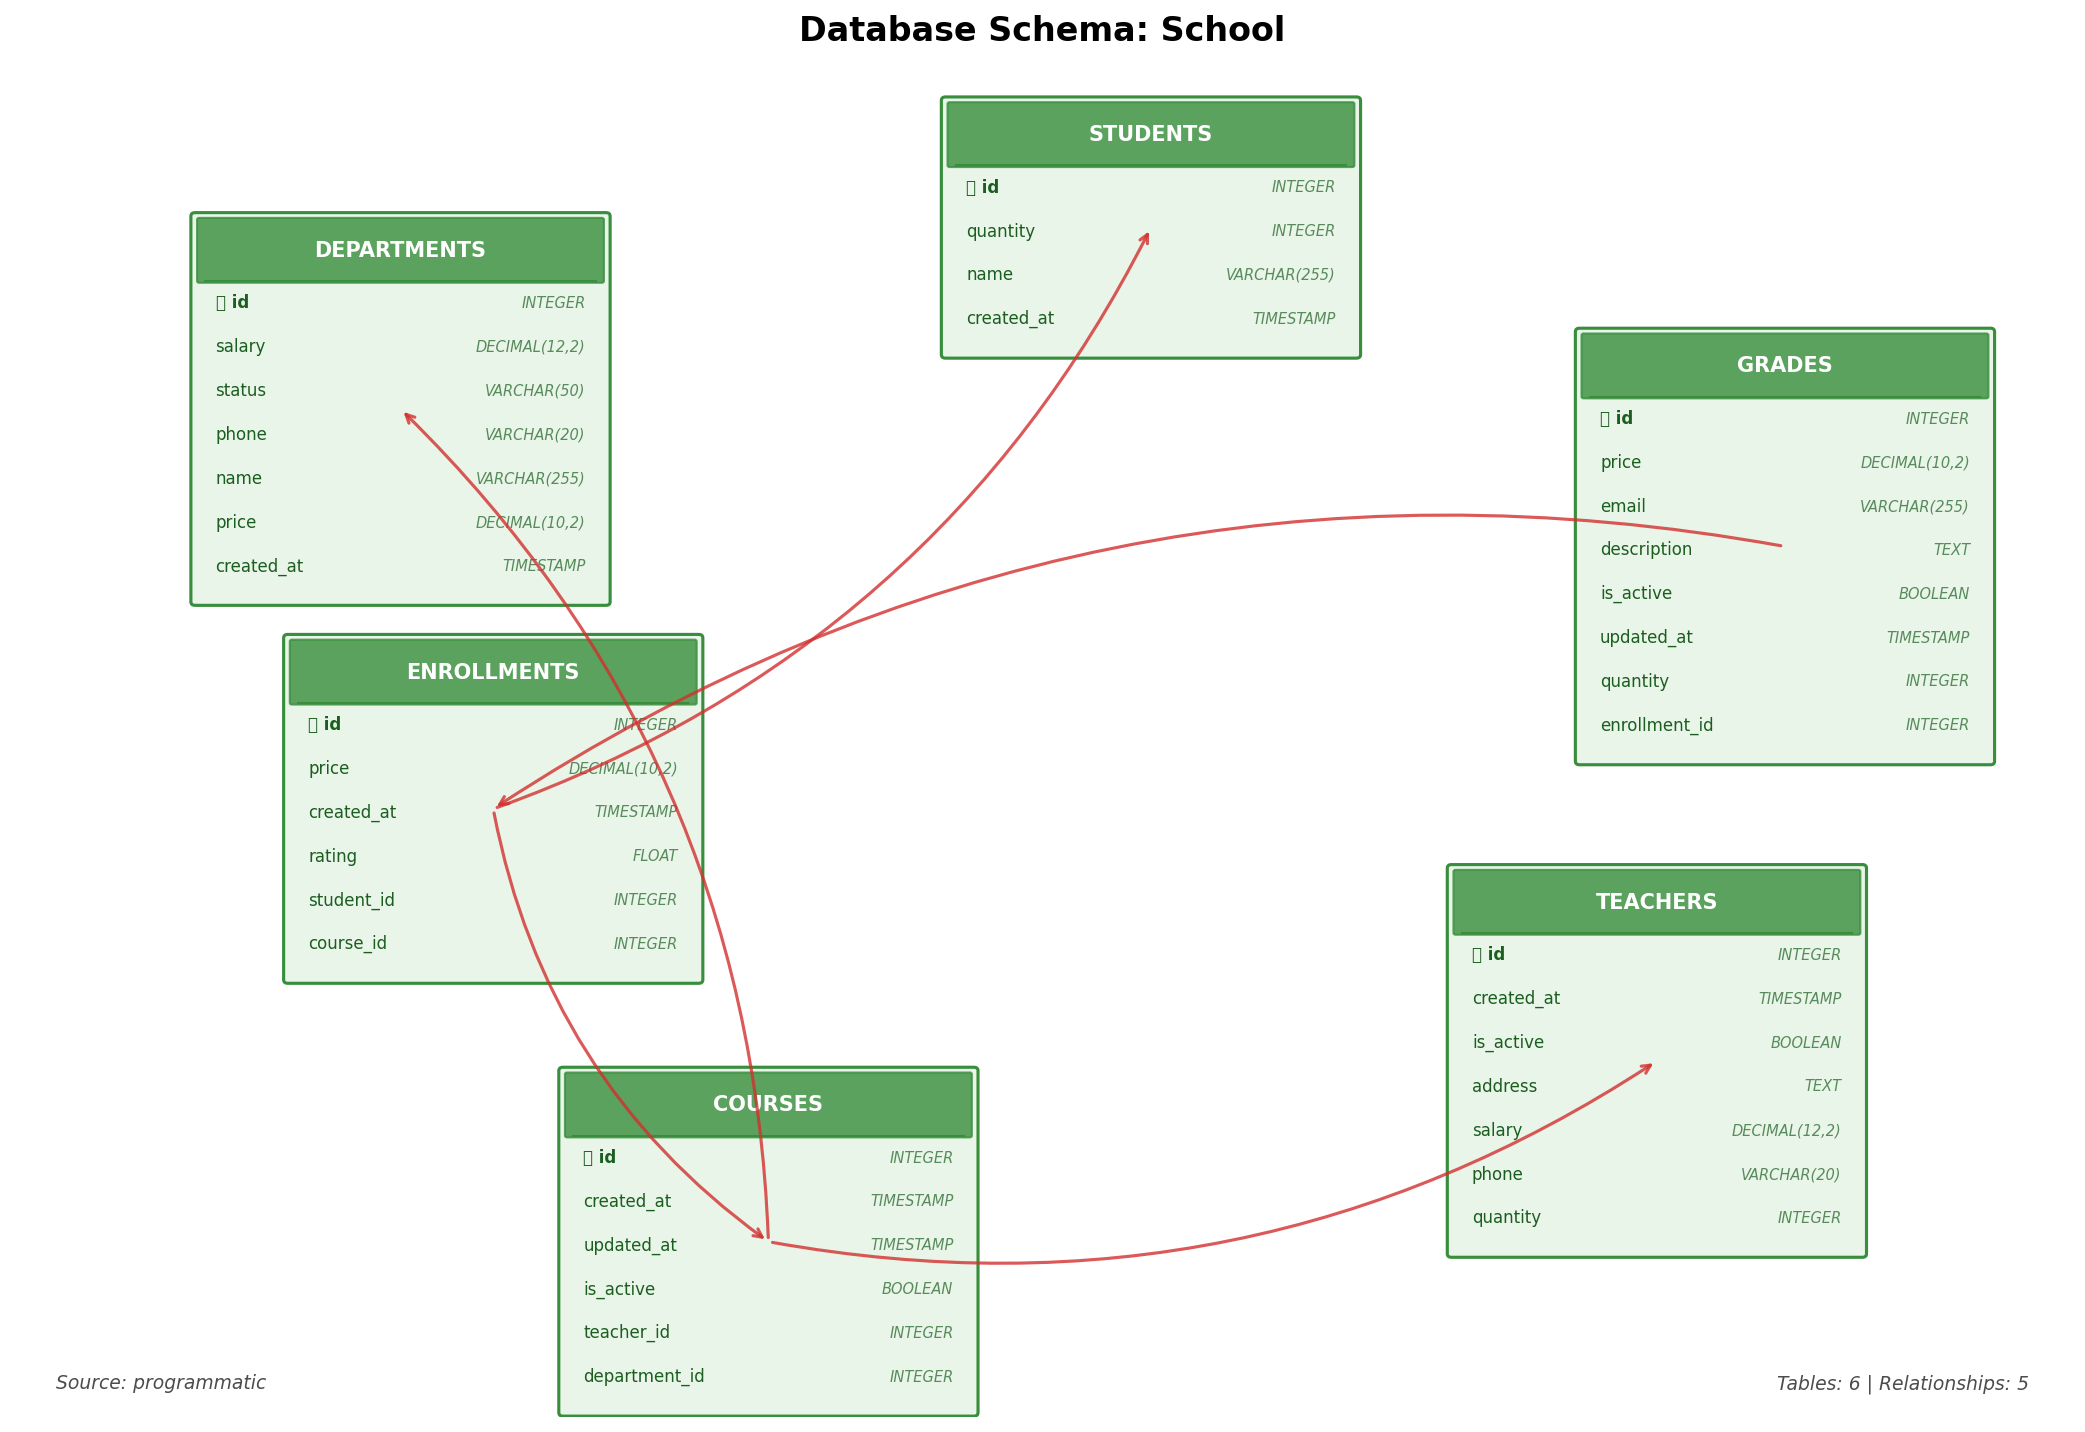 Database Schema: School
STUDENTS
id INTEGER
quantity INTEGER
name VARCHAR(255)
created_at TIMESTAMP
DEPARTMENTS
id INTEGER
salary DECIMAL(12,2)
status VARCHAR(50)
phone VARCHAR(20)
name VARCHAR(255)
price DECIMAL(10,2)
created_at TIMESTAMP
GRADES
id INTEGER
price DECIMAL(10,2)
email VARCHAR(255)
description TEXT
is_active BOOLEAN
updated_at TIMESTAMP
quantity INTEGER
enrollment_id INTEGER
ENROLLMENTS
id INTEGER
price DECIMAL(10,2)
created_at TIMESTAMP
rating FLOAT
student_id INTEGER
course_id INTEGER
TEACHERS
id INTEGER
created_at TIMESTAMP
is_active BOOLEAN
address TEXT
salary DECIMAL(12,2)
phone VARCHAR(20)
quantity INTEGER
COURSES
id INTEGER
created_at TIMESTAMP
updated_at TIMESTAMP
is_active BOOLEAN
teacher_id INTEGER
department_id INTEGER
Source: programmatic
Tables: 6 | Relationships: 5